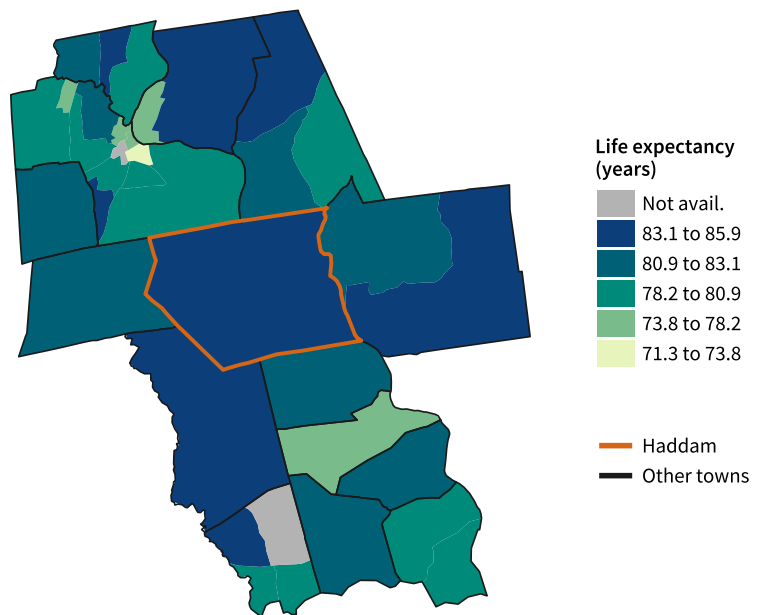 Life expectancy
(years)
Not avail.
83.1 to 85.9
80.9 to 83.1
78.2 to 80.9
73.8 to 78.2
71.3 to 73.8
Haddam
Other towns